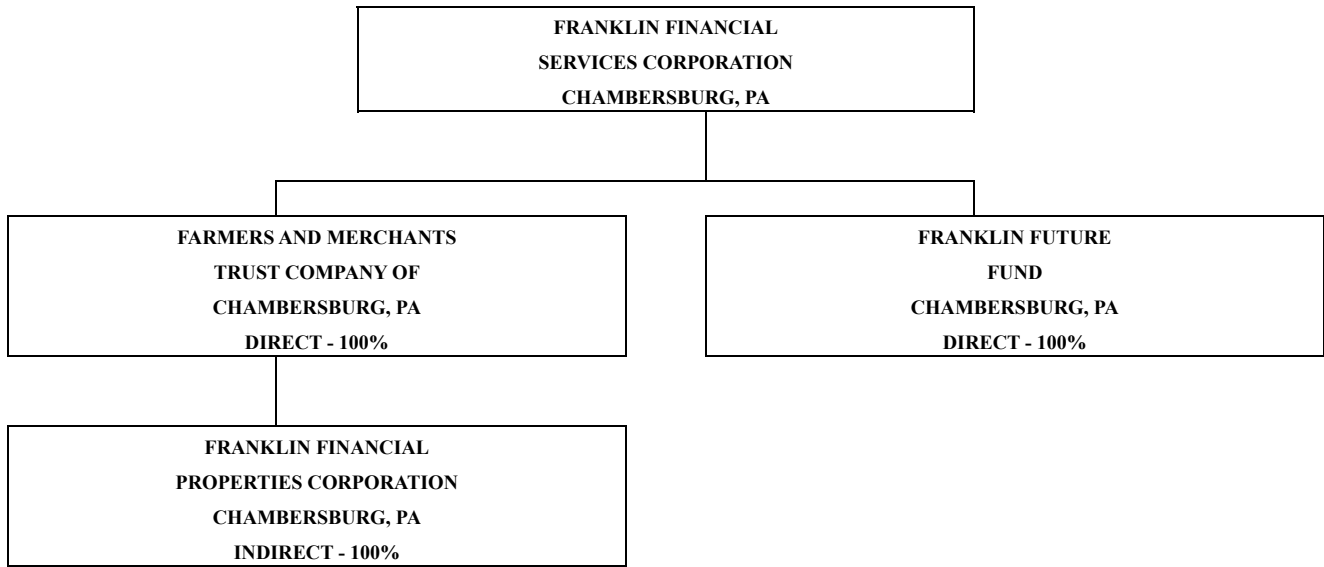 FRANKLIN FINANCIAL
SERVICES CORPORATION
CHAMBERSBURG, PA
FARMERS AND MERCHANTS
TRUST COMPANY OF
CHAMBERSBURG, PA
DIRECT - 100%
FRANKLIN FUTURE
FUND
CHAMBERSBURG, PA
DIRECT - 100%
FRANKLIN FINANCIAL
PROPERTIES CORPORATION
CHAMBERSBURG, PA
INDIRECT - 100%